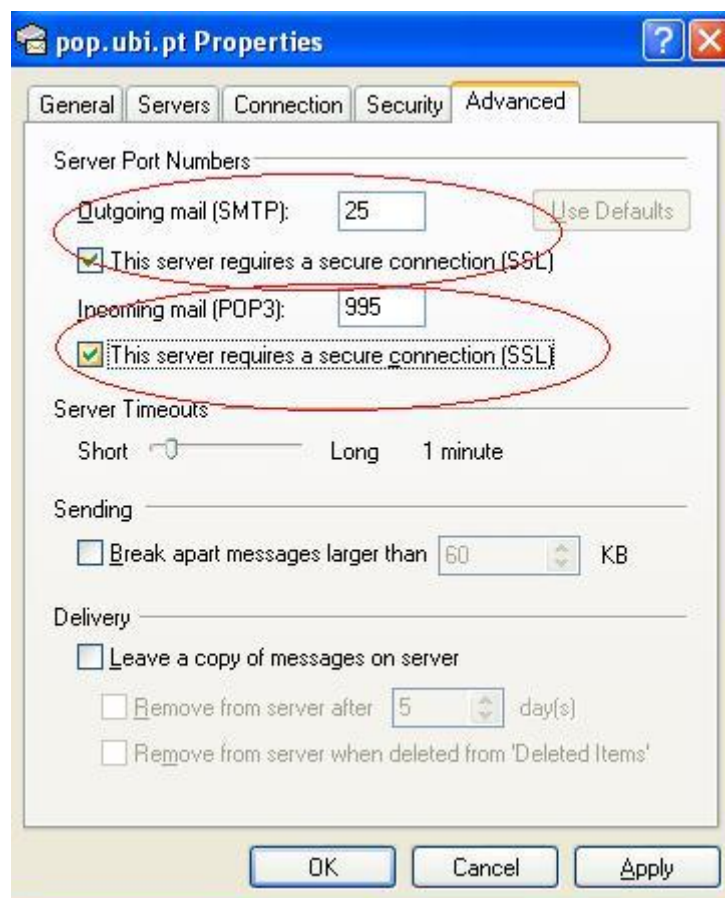 pop.ubi.pt Properties
General Servers Connection Security Advanced
Server Port Numbers
Outgoing mail (SMTP): 25 Use Defaults
This server requires a secure connection (SSL)
Incoming mail (POP3): 995
This server requires a secure connection (SSL)
Server Timeouts
Short Long 1 minute
Sending
Break apart messages larger than 60 KB
Delivery
Leave a copy of messages on server
Remove from server after 5 day(s)
Remove from server when deleted from 'Deleted Items'
OK Cancel Apply